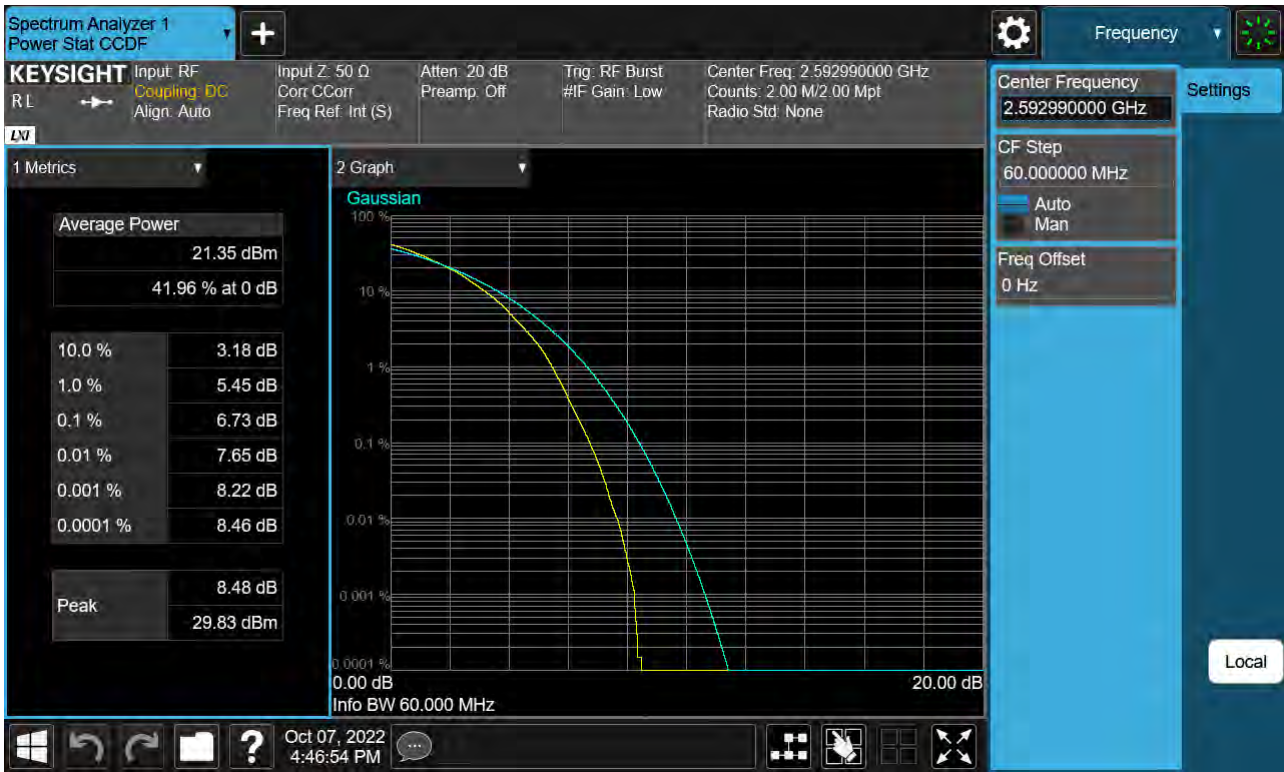 Spectrum Analyzer 1
Power Stat CCDF
▼
+
Frequency
▼
KEYSIGHT
RL
LXI
Input: RF
Coupling: DC
Align: Auto
Input Z: 50 Ω
Corr CCorr
Freq Ref: Int (S)
Atten: 20 dB
Preamp: Off
Trig: RF Burst
#IF Gain: Low
Center Freq: 2.592990000 GHz
Counts: 2.00 M/2.00 Mpt
Radio Std: None
Center Frequency
2.592990000 GHz
Settings
CF Step
60.000000 MHz
Auto
Man
Freq Offset
0 Hz
Local
1 Metrics
▼
Average Power
21.35 dBm
41.96 % at 0 dB
10.0 % 3.18 dB
1.0 % 5.45 dB
0.1 % 6.73 dB
0.01 % 7.65 dB
0.001 % 8.22 dB
0.0001 % 8.46 dB
Peak
8.48 dB
29.83 dBm
2 Graph
▼
Gaussian
100 %
10 %
1 %
0.1 %
0.01 %
0.001 %
0.0001 %
0.00 dB 20.00 dB
Info BW 60.000 MHz
?
Oct 07, 2022
4:46:54 PM